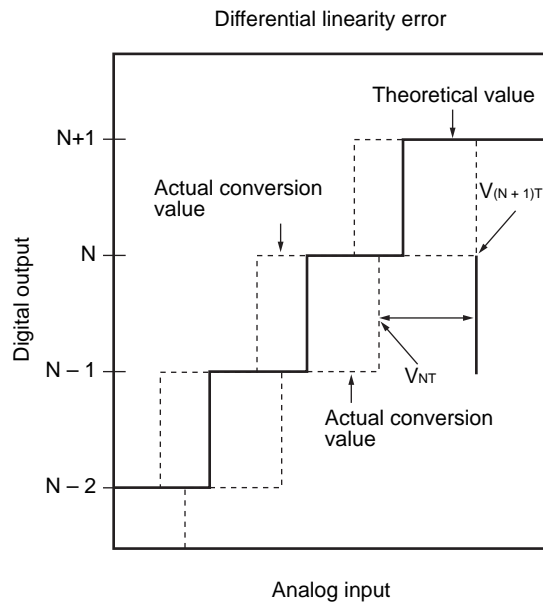 Differential linearity error
Theoretical value
N+1
Actual conversion
value
V(N + 1)T
N
Digital output
N – 1
VNT
Actual conversion
value
N – 2
Analog input